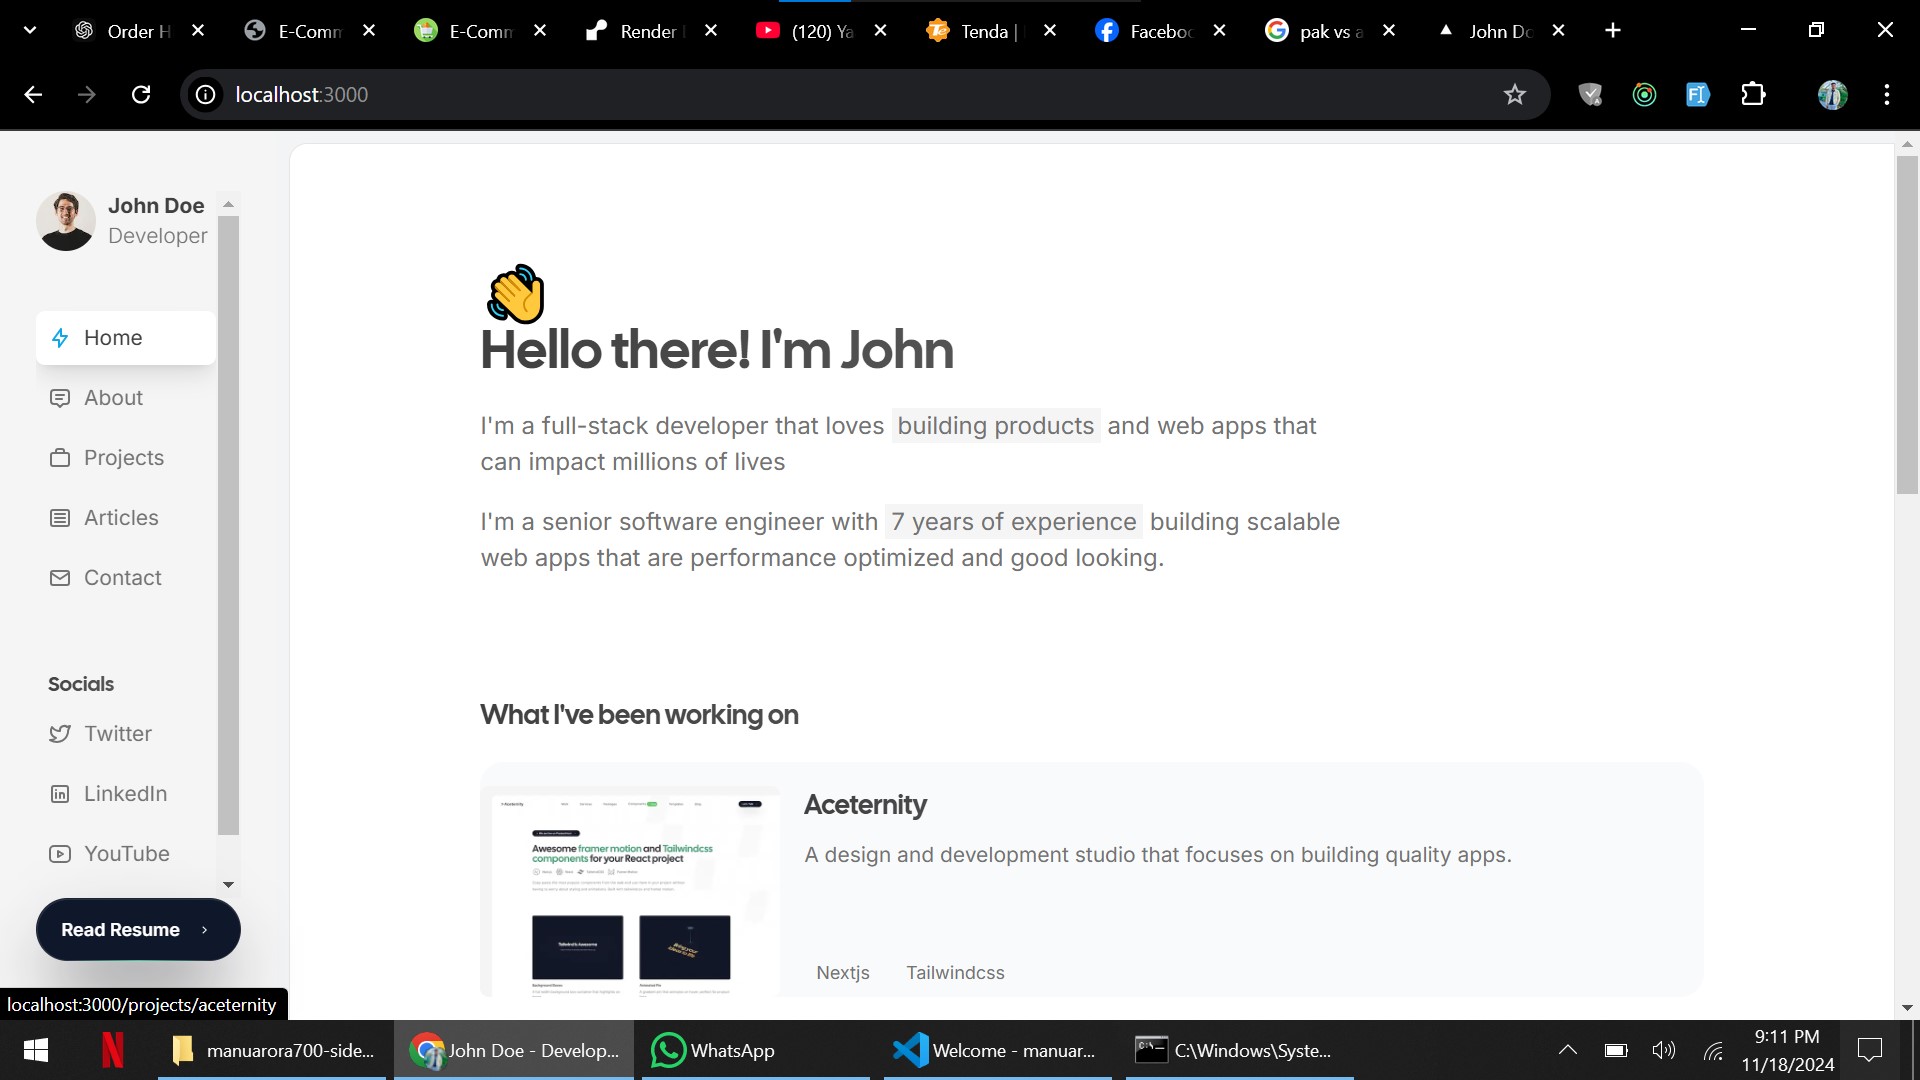 Order H
E-Comm
E-Comm
Render
(120) Ya
Tenda |
Faceboc
pak vs a
John Do
localhost:3000
John Doe
Developer
Home
About
Projects
Articles
Contact
Socials
Twitter
LinkedIn
YouTube
Read Resume
Hello there! I'm John
I'm a full-stack developer that loves building products and web apps that
can impact millions of lives
I'm a senior software engineer with 7 years of experience building scalable
web apps that are performance optimized and good looking.
What I've been working on
Awesome framer motion and Tailwindcss
components for your React project
Aceternity
A design and development studio that focuses on building quality apps.
Nextjs
Tailwindcss
localhost:3000/projects/aceternity
manuarora700-side...
John Doe - Develop...
WhatsApp
Welcome - manuar...
C:\Windows\Syste...
9:11 PM
11/18/2024